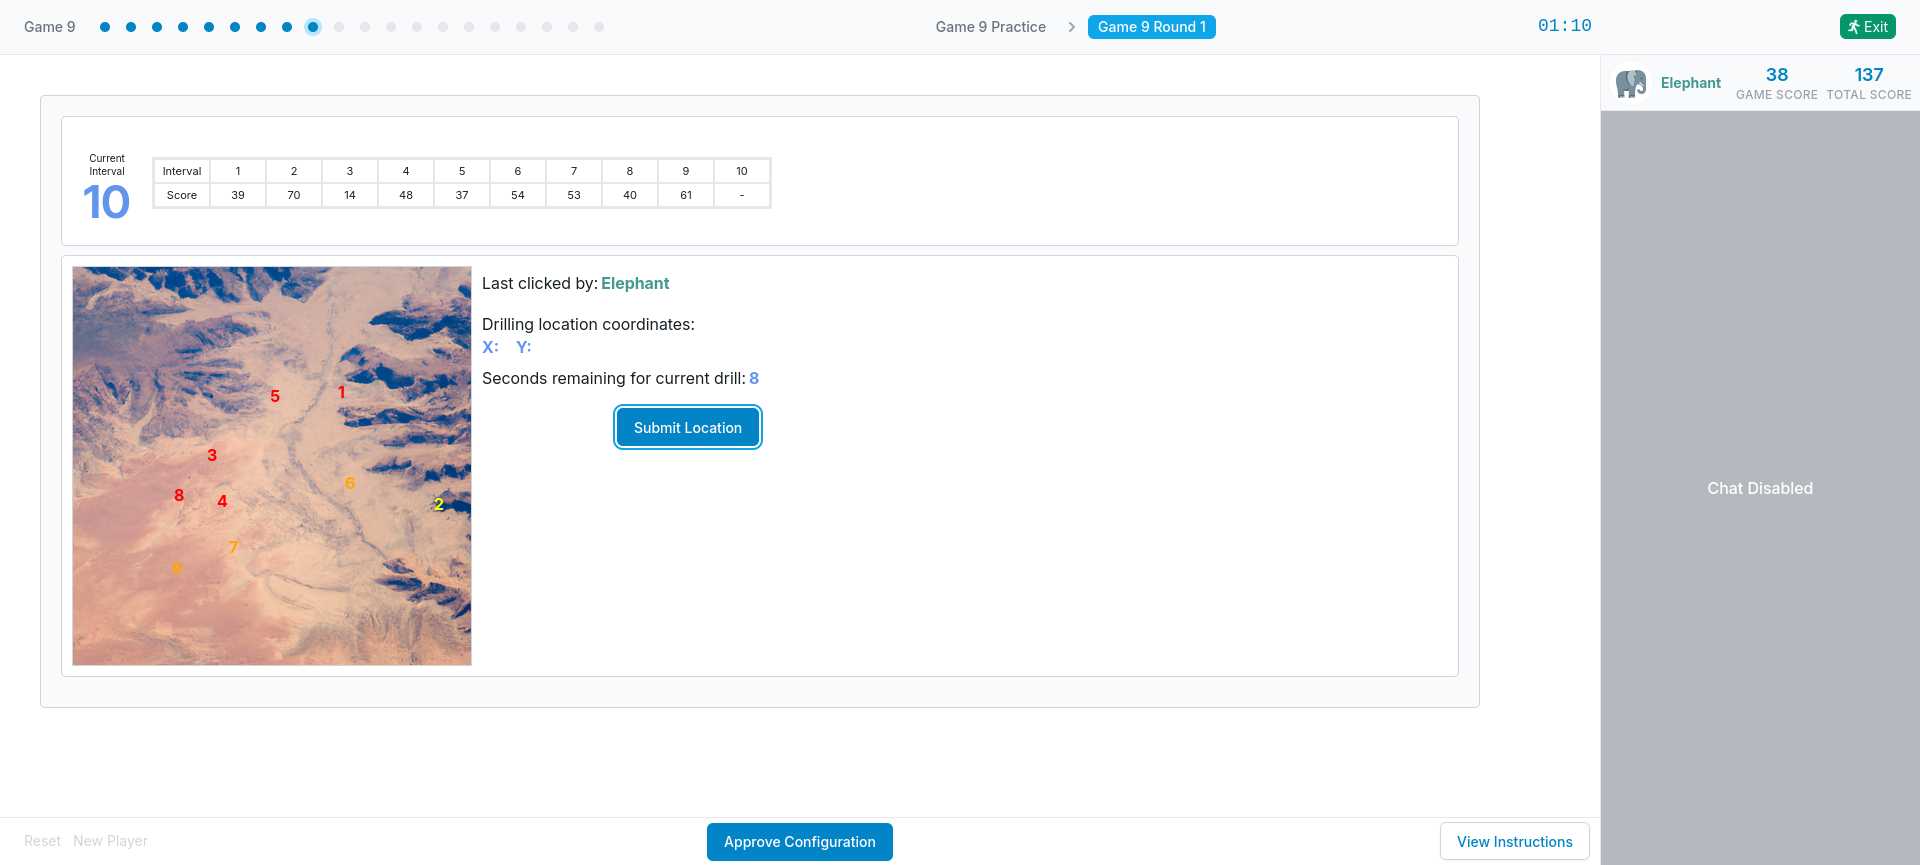 Game 9
Game 9 Practice
Game 9 Round 1
01:10
Exit
Elephant
38
GAME SCORE
137
TOTAL SCORE
Current
Interval
10
Interval 1 2 3 4 5 6 7 8 9 10
Score 39 70 14 48 37 54 53 40 61 -
5
1
3
6
8
4
2
7
9
Last clicked by: Elephant
Drilling location coordinates:
X: Y:
Seconds remaining for current drill: 8
Submit Location
Chat Disabled
Reset
New Player
Approve Configuration
View Instructions